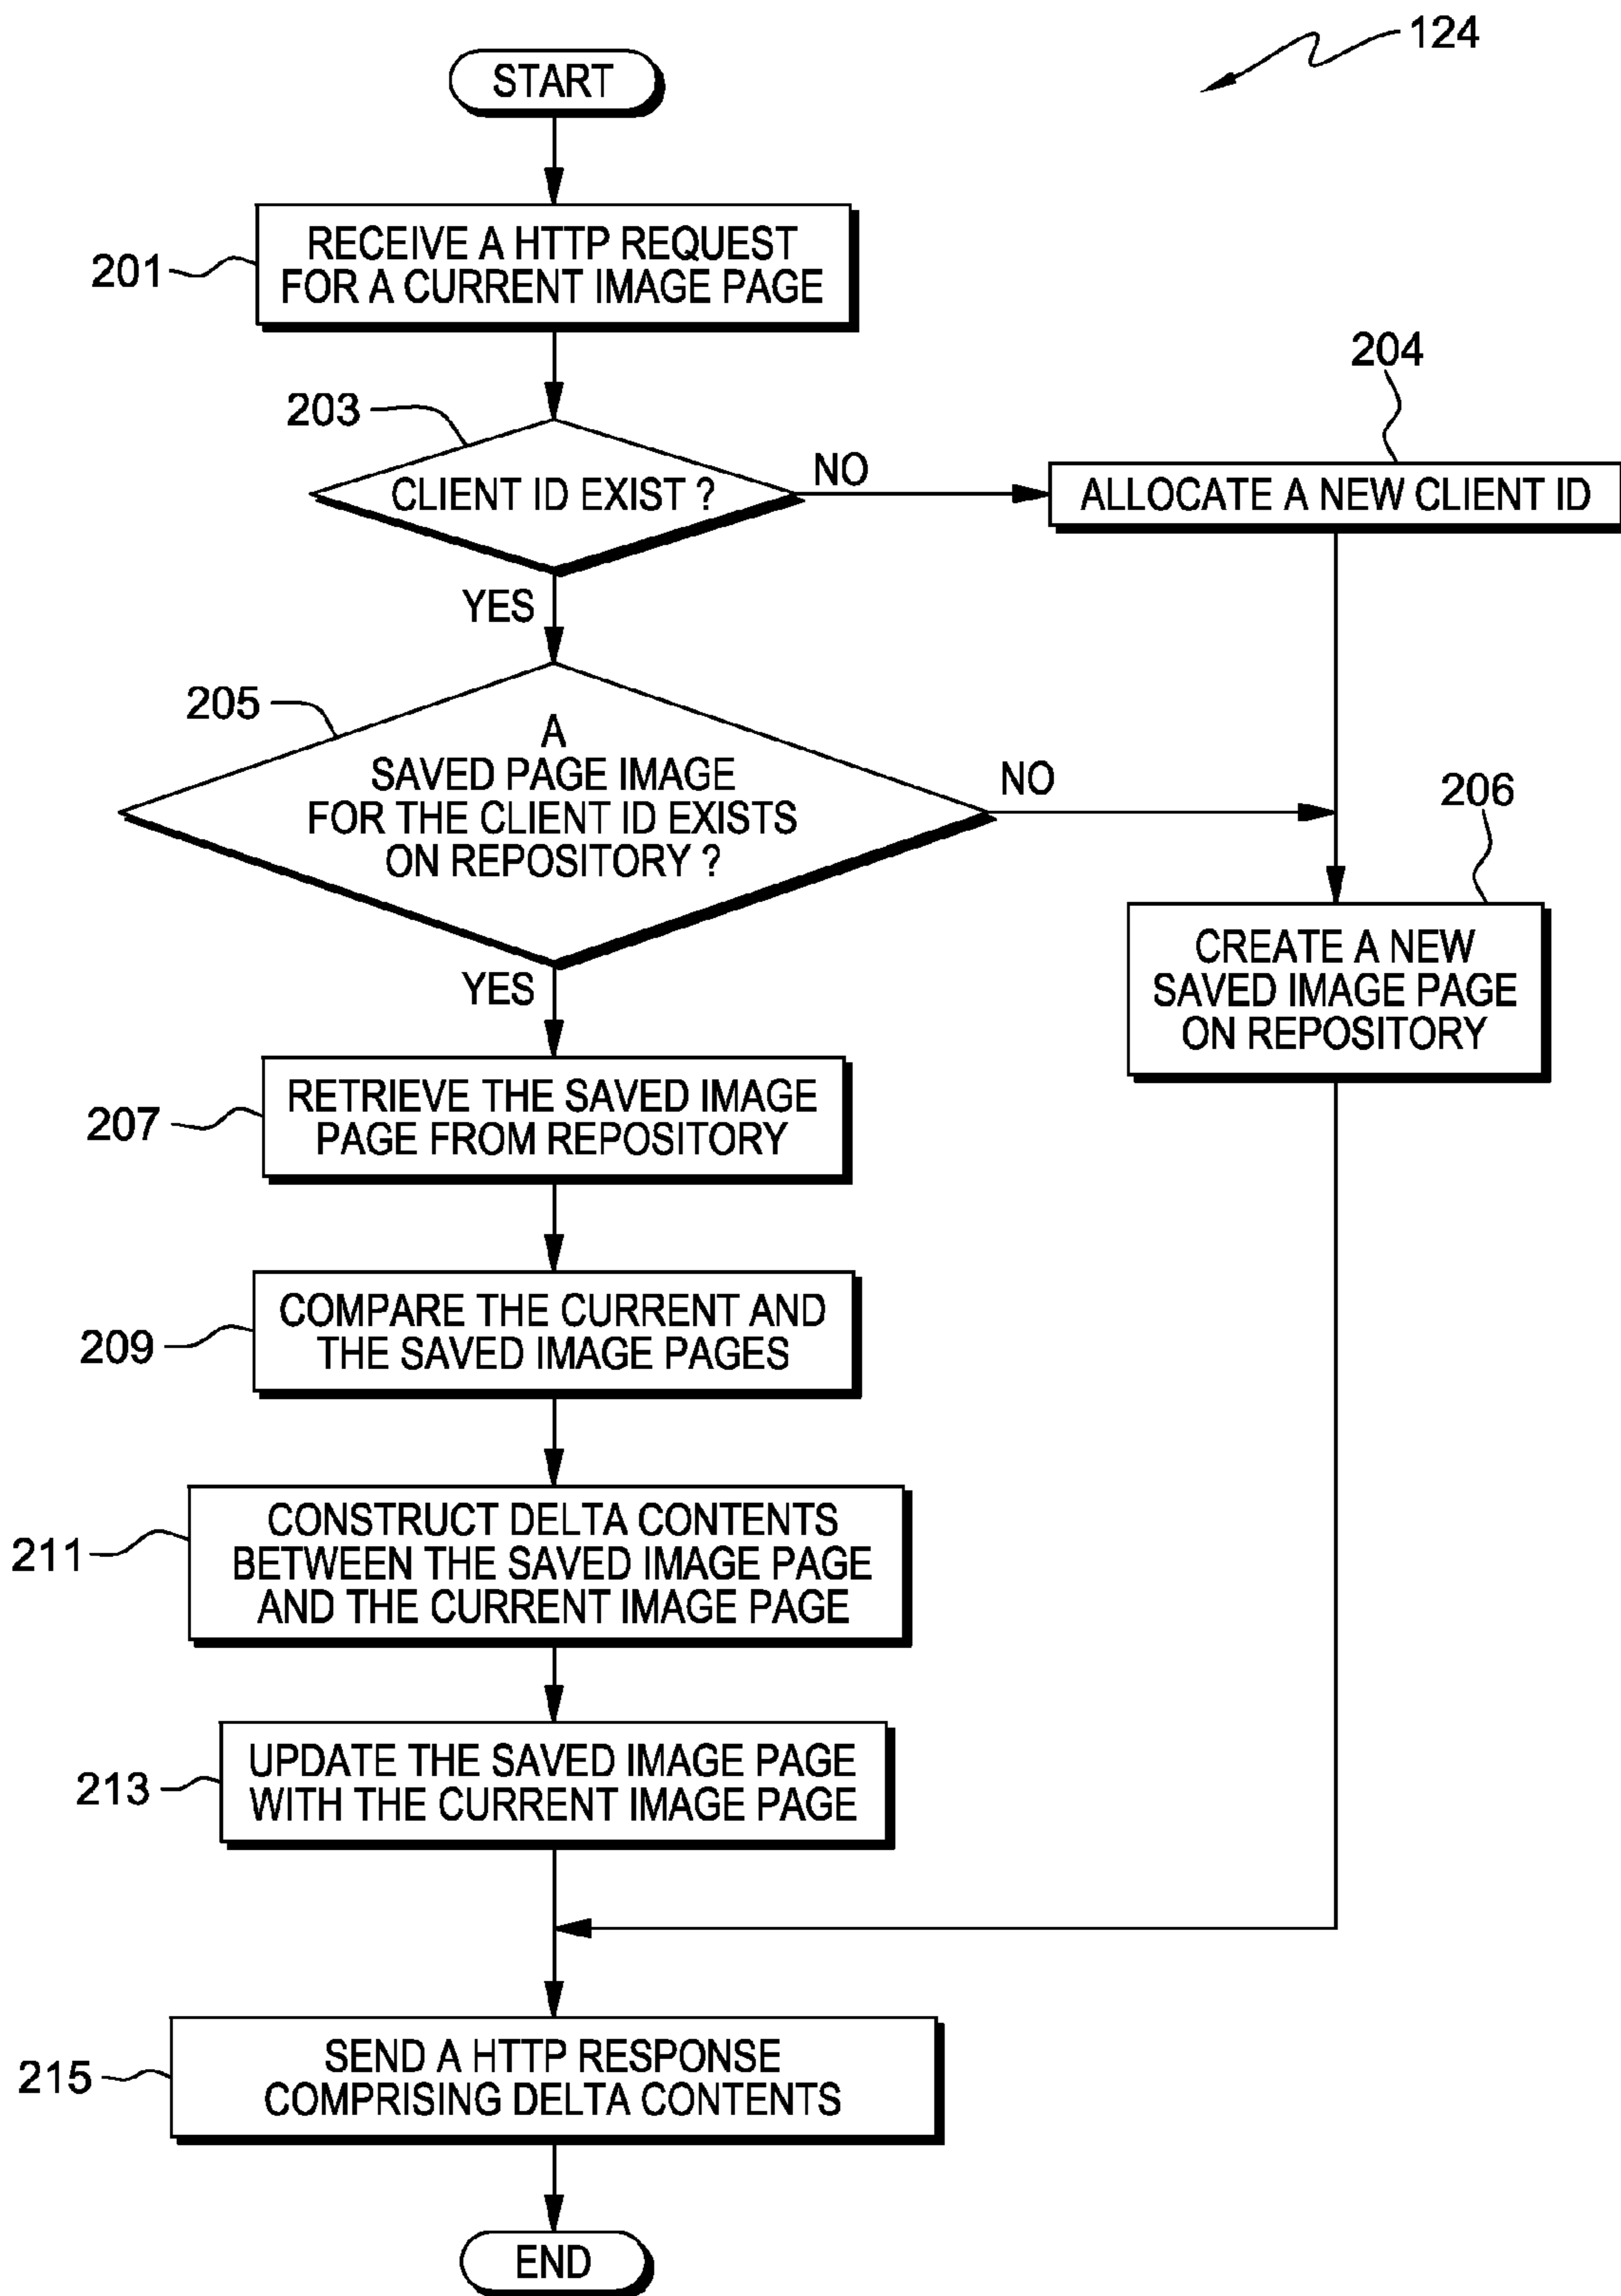 124
START
201
RECEIVE A HTTP REQUEST
FOR A CURRENT IMAGE PAGE
203
CLIENT ID EXIST ?
NO
204
ALLOCATE A NEW CLIENT ID
YES
205
A
SAVED PAGE IMAGE
FOR THE CLIENT ID EXISTS
ON REPOSITORY ?
NO
206
CREATE A NEW
SAVED IMAGE PAGE
ON REPOSITORY
YES
207
RETRIEVE THE SAVED IMAGE
PAGE FROM REPOSITORY
209
COMPARE THE CURRENT AND
THE SAVED IMAGE PAGES
211
CONSTRUCT DELTA CONTENTS
BETWEEN THE SAVED IMAGE PAGE
AND THE CURRENT IMAGE PAGE
213
UPDATE THE SAVED IMAGE PAGE
WITH THE CURRENT IMAGE PAGE
215
SEND A HTTP RESPONSE
COMPRISING DELTA CONTENTS
END